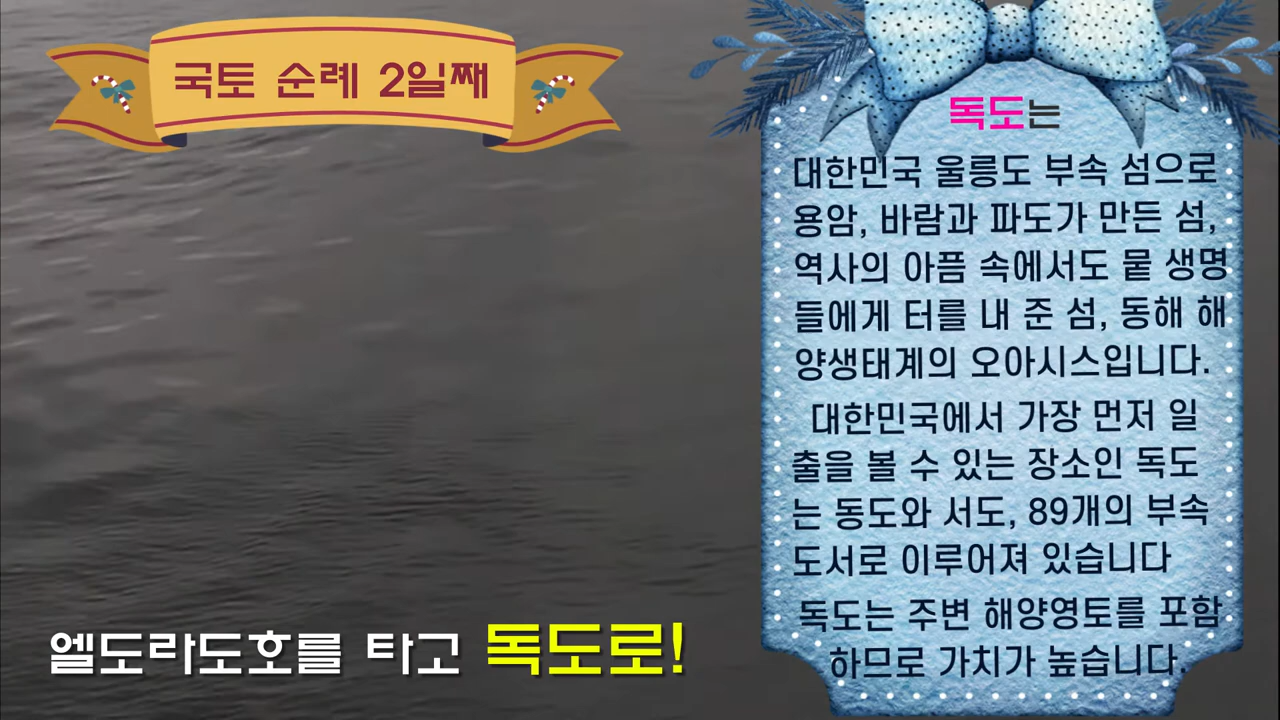 국토 순례 2일째
독도는
대한민국 울릉도 부속 섬으로
용암, 바람과 파도가 만든 섬,
역사의 아픔 속에서도 뭍 생명
들에게 터를 내 준 섬, 동해 해
양생태계의 오아시스입니다.
대한민국에서 가장 먼저 일
출을 볼 수 있는 장소인 독도
는 동도와 서도, 89개의 부속
도서로 이루어져 있습니다
독도는 주변 해양영토를 포함
하므로 가치가 높습니다.
엘도라도호를 타고 독도로!